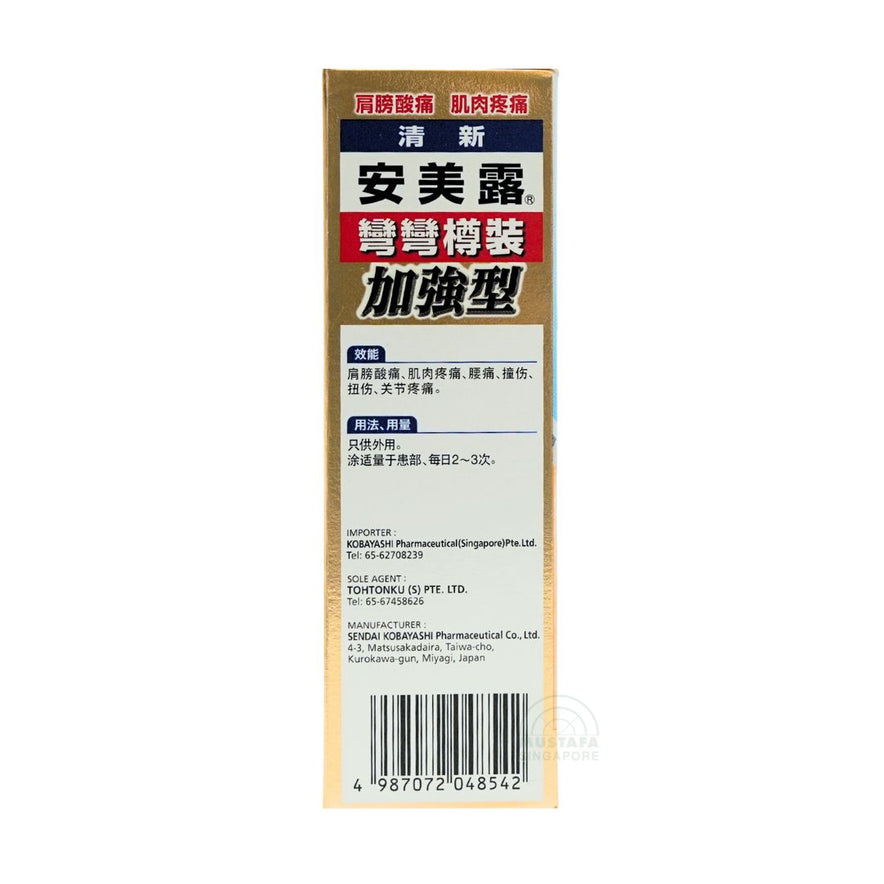 肩膀酸痛 肌肉疼痛
清新
安美露®
彎彎樽裝
加強型
效能
肩膀酸痛、肌肉疼痛、腰痛、撞伤、
扭伤、关节疼痛。
用法、用量
只供外用。
涂适量于患部、每日2～3次。
IMPORTER :
KOBAYASHI Pharmaceutical(Singapore)Pte.Ltd.
Tel: 65-62708239
SOLE AGENT :
TOHTONKU (S) PTE. LTD.
Tel: 65-67458626
MANUFACTURER :
SENDAI KOBAYASHI Pharmaceutical Co., Ltd.
4-3, Matsusakadaira, Taiwa-cho,
Kurokawa-gun, Miyagi, Japan
MUSTAFA
SINGAPORE
4 987072 048542